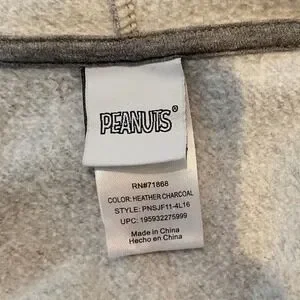 PEANUTS®
RN#71868
COLOR: HEATHER CHARCOAL
STYLE: PNSJF11-4L16
UPC: 195932275999
Made in China
Hecho en China